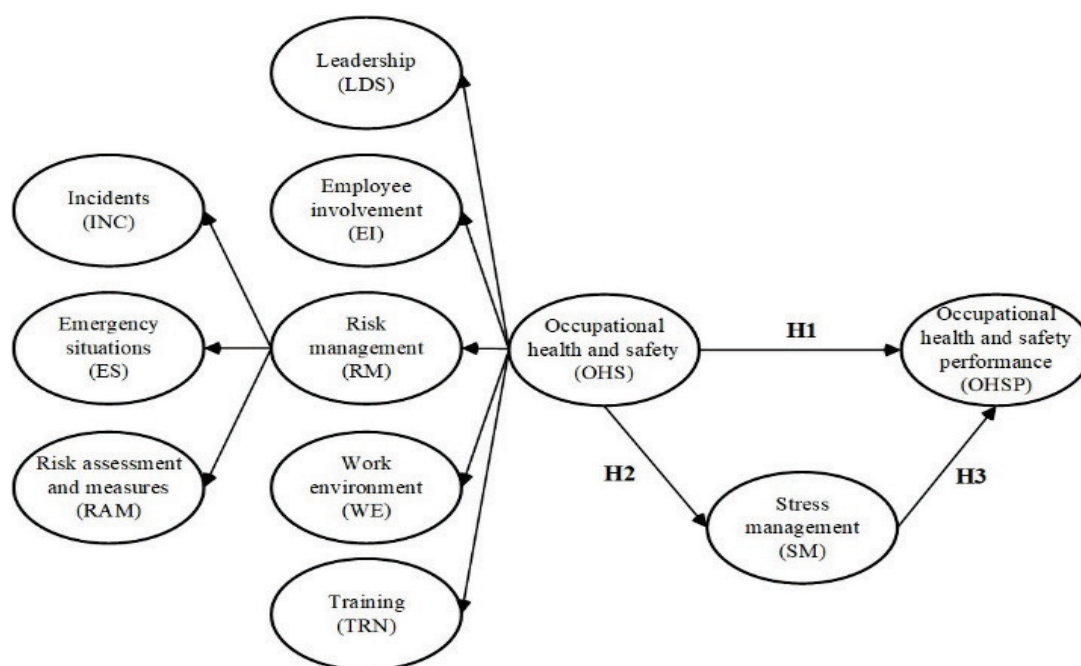 Leadership
(LDS)
Incidents
(INC)
Employee
involvement
(EI)
Emergency
situations
(ES)
Risk
management
(RM)
Occupational
health and safety
(OHS)
H1
Occupational
health and safety
performance
(OHSP)
Risk assessment
and measures
(RAM)
Work
environment
(WE)
H2
Stress
management
(SM)
H3
Training
(TRN)